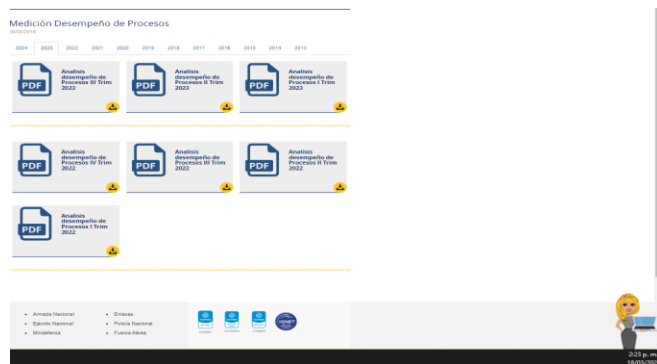 Medición Desempeño de Procesos
2024 2023 2022 2021 2020 2019 2018 2017 2016 2015 2014 2013
PDF
Analisis
desempeño de
Procesos III Trim
2023
PDF
Analisis
desempeño de
Procesos II Trim
2023
PDF
Analisis
desempeño de
Procesos I Trim
2023
PDF
Analisis
desempeño de
Procesos IV Trim
2022
PDF
Analisis
desempeño de
Procesos III Trim
2022
PDF
Analisis
desempeño de
Procesos II Trim
2022
PDF
Analisis
desempeño de
Procesos I Trim
2022
Armada Nacional
Ejército Nacional
Mindefensa
Enlaces
Policía Nacional
Fuerza Aérea
IQNET
2:23 p. m.